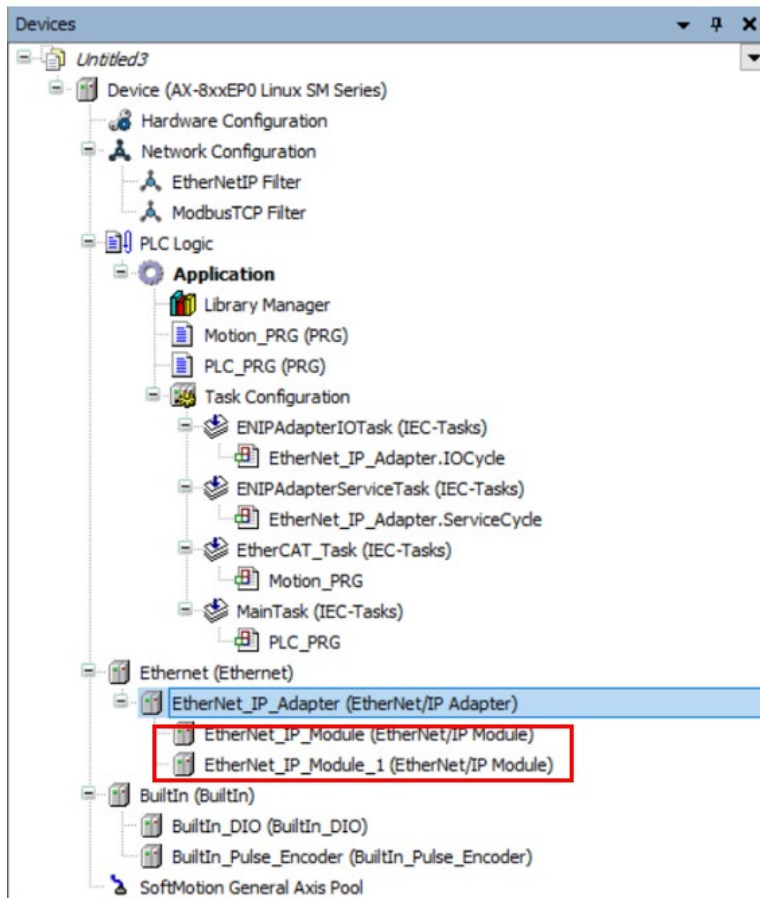 Devices
Untitled3
Device (AX-8xxEP0 Linux SM Series)
Hardware Configuration
Network Configuration
EtherNetIP Filter
ModbusTCP Filter
PLC Logic
Application
Library Manager
Motion_PRG (PRG)
PLC_PRG (PRG)
Task Configuration
ENIPAdapterIOTask (IEC-Tasks)
EtherNet_IP_Adapter.IOCycle
ENIPAdapterServiceTask (IEC-Tasks)
EtherNet_IP_Adapter.ServiceCycle
EtherCAT_Task (IEC-Tasks)
Motion_PRG
MainTask (IEC-Tasks)
PLC_PRG
Ethernet (Ethernet)
EtherNet_IP_Adapter (EtherNet/IP Adapter)
EtherNet_IP_Module (EtherNet/IP Module)
EtherNet_IP_Module_1 (EtherNet/IP Module)
BuiltIn (BuiltIn)
BuiltIn_DIO (BuiltIn_DIO)
BuiltIn_Pulse_Encoder (BuiltIn_Pulse_Encoder)
SoftMotion General Axis Pool